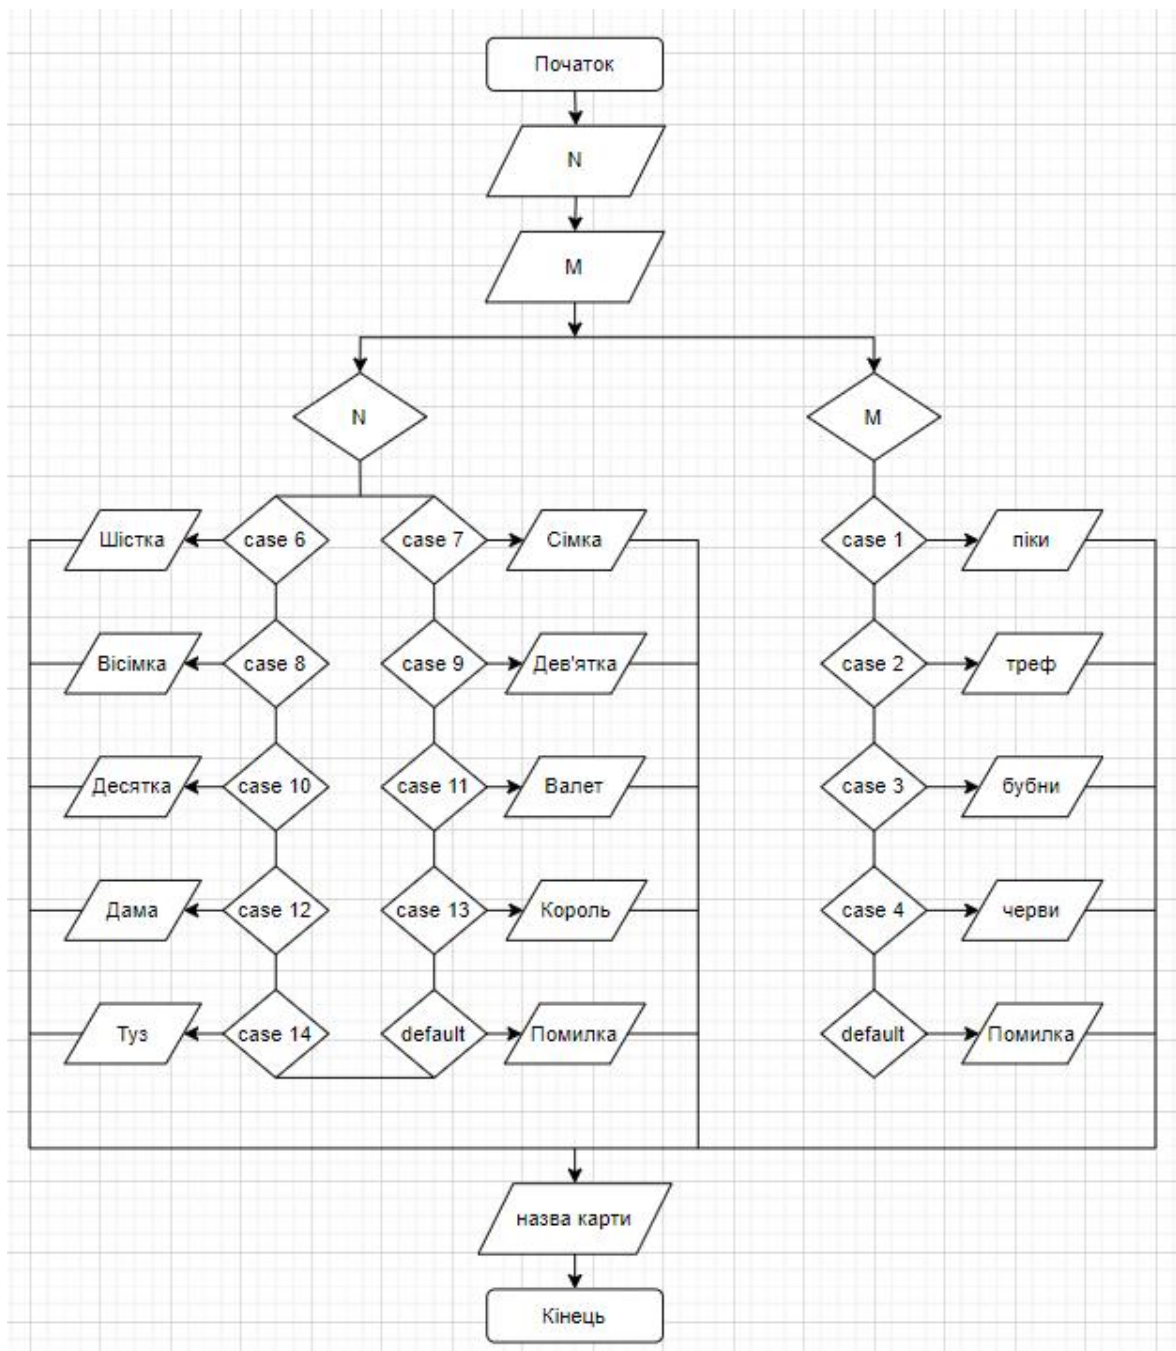 Початок
N
M
N
M
Шістка
case 6
case 7
Сімка
case 1
піки
Вісімка
case 8
case 9
Дев'ятка
case 2
треф
Десятка
case 10
case 11
Валет
case 3
бубни
Дама
case 12
case 13
Король
case 4
черви
Туз
case 14
default
Помилка
default
Помилка
назва карти
Кінець